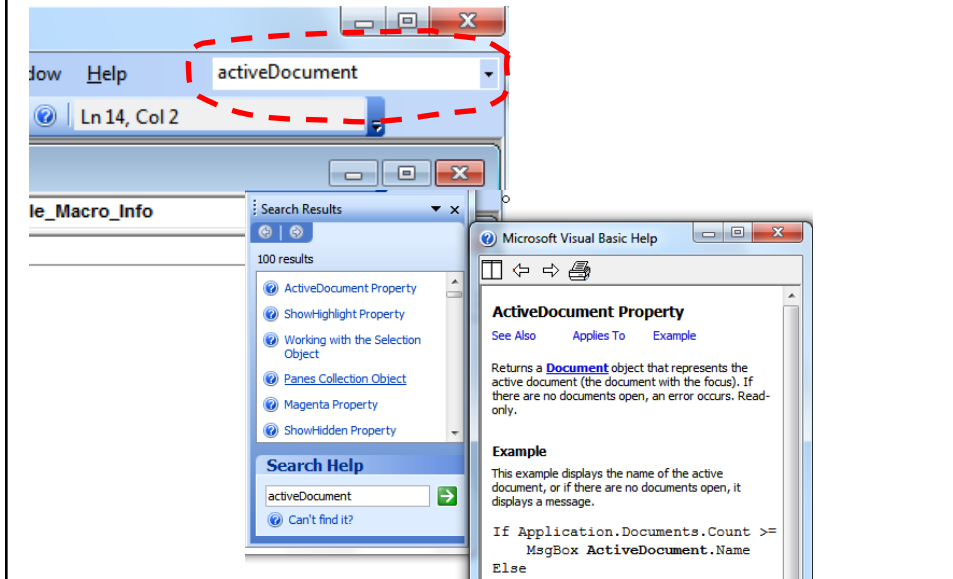 Help
activeDocument
Ln 14, Col 2
le_Macro_Info
Search Results
100 results
ActiveDocument Property
ShowHighlight Property
Working with the Selection
Object
Panes Collection Object
Magenta Property
ShowHidden Property
Search Help
activeDocument
Can't find it?
Microsoft Visual Basic Help
ActiveDocument Property
See Also Applies To Example
Returns a Document object that represents the
active document (the document with the focus). If
there are no documents open, an error occurs. Read-
only.
Example
This example displays the name of the active
document, or if there are no documents open, it
displays a message.
If Application.Documents.Count >=
MsgBox ActiveDocument.Name
Else